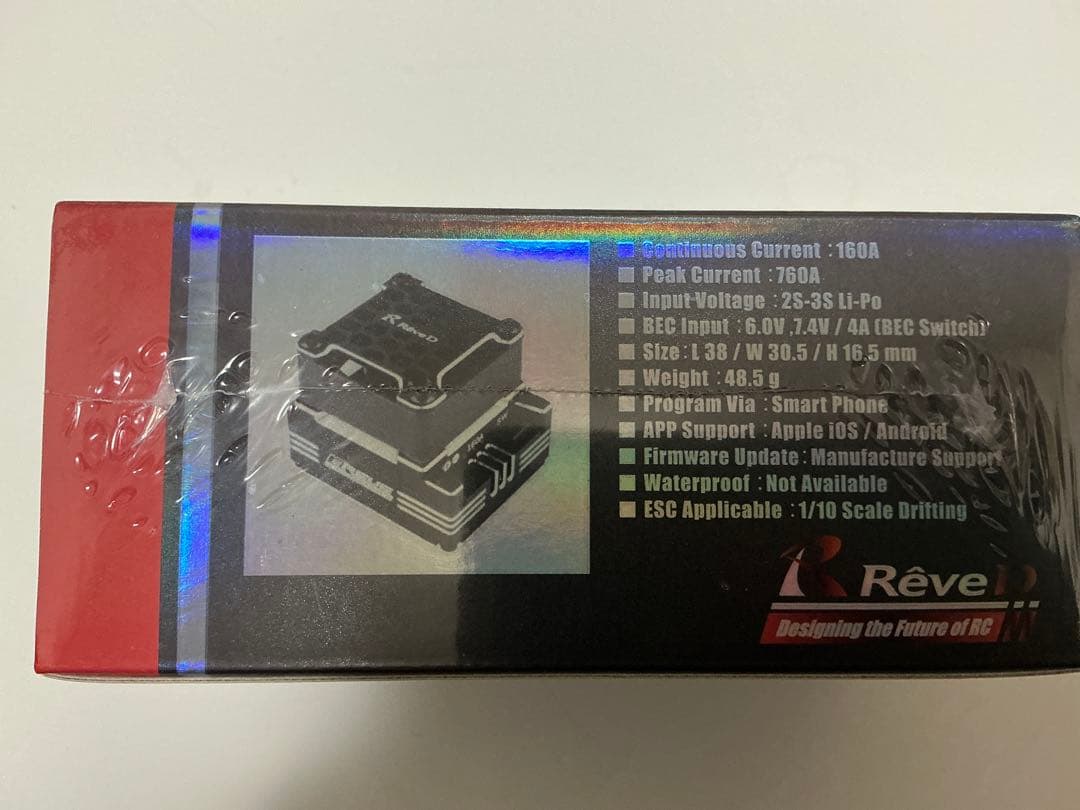 Continuous Current : 160A
Peak Current : 760A
Input Voltage : 2S-3S Li-Po
BEC Input : 6.0V ,7.4V / 4A (BEC Switch)
Size : L 38 / W 30.5 / H 16.5 mm
Weight : 48.5 g
Program Via : Smart Phone
APP Support : Apple iOS / Android
Firmware Update : Manufacture Support
Waterproof : Not Available
ESC Applicable : 1/10 Scale Drifting
RêveD
160A
RêveD
Designing the Future of RC